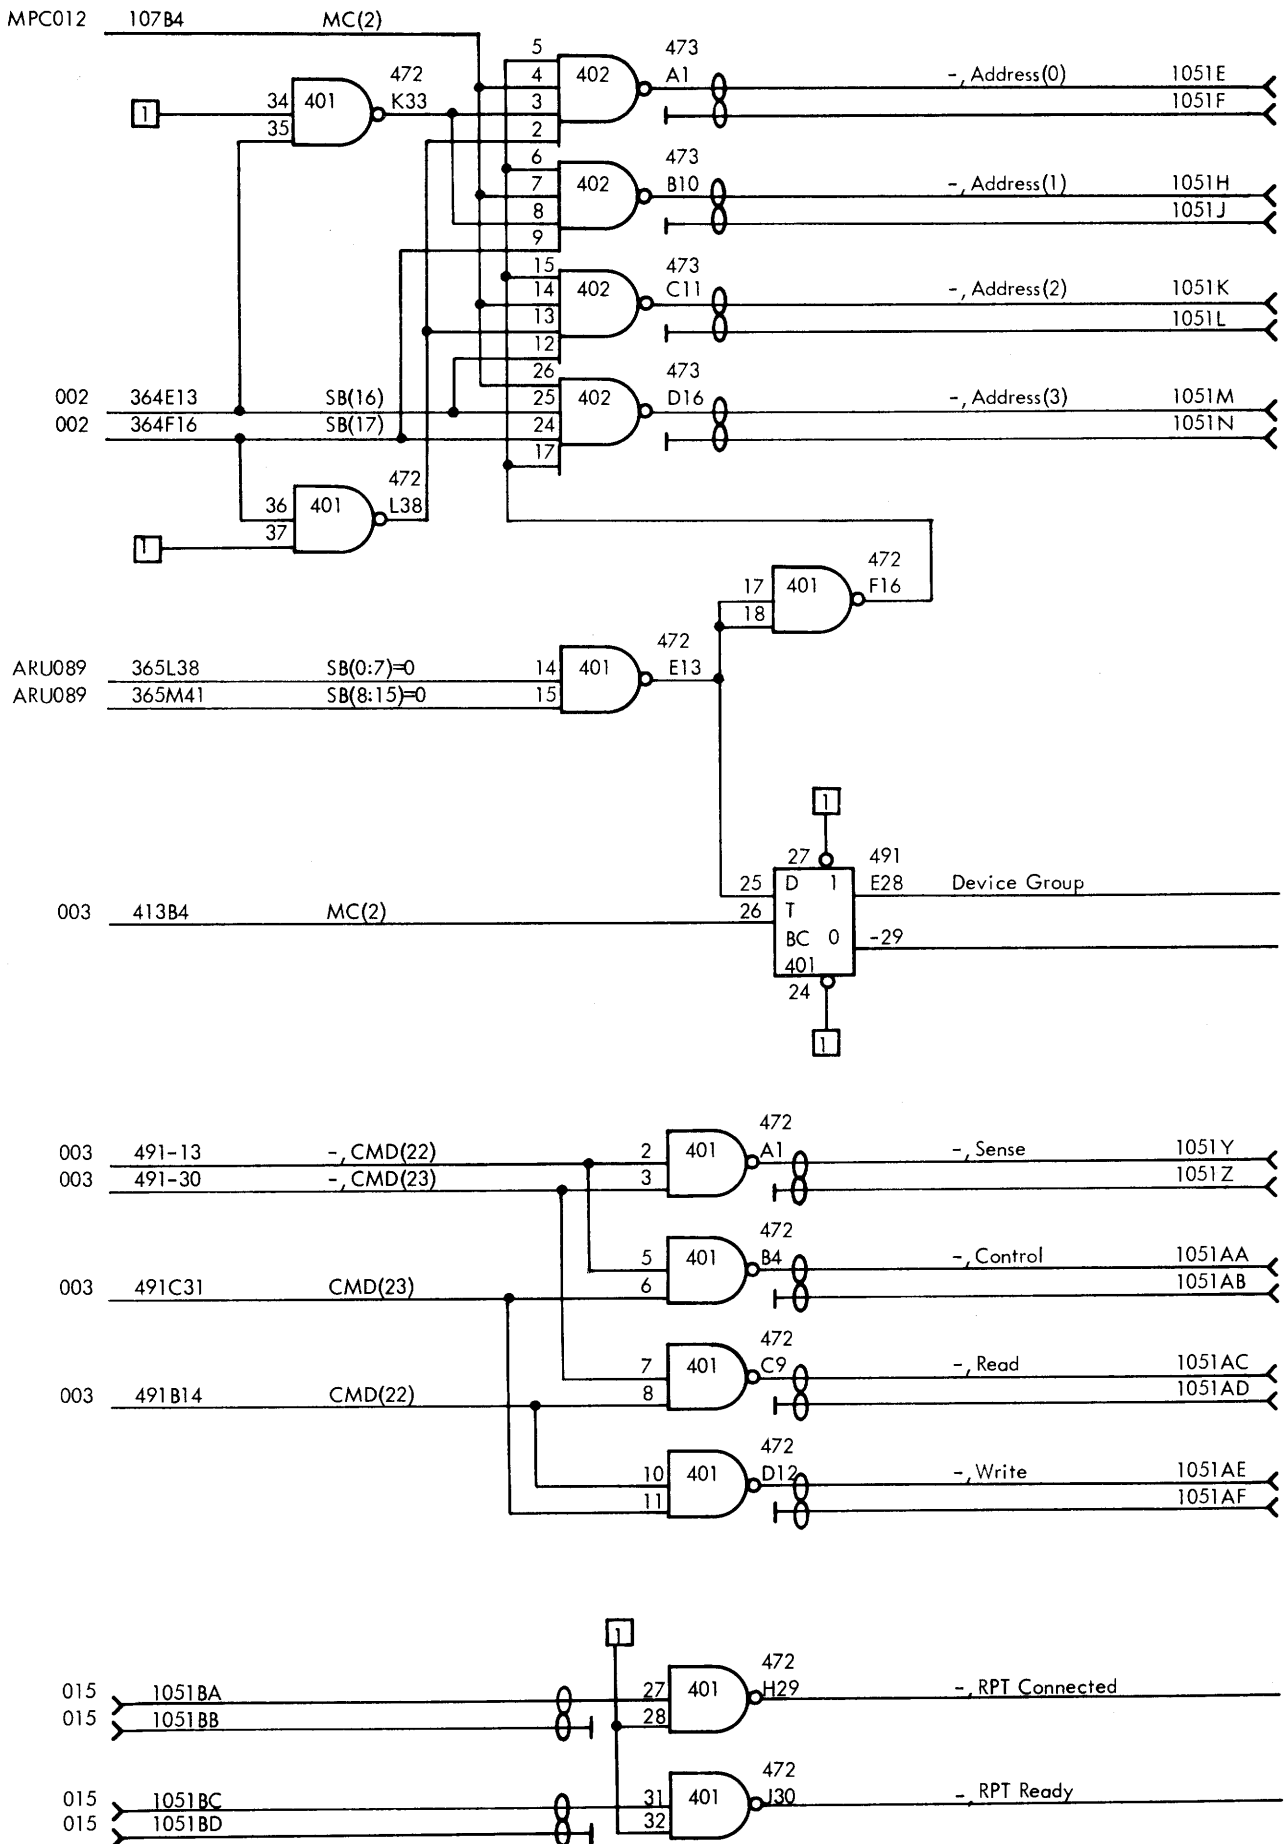 MPC012 107B4 MC(2)
5 473
4 402 A1 -, Address(0) 1051E
472 3 1051F
34 401 K33 2
1 35
6 473
7 402 B10 -, Address(1) 1051H
8 1051J
9
15 473
14 402 C11 -, Address(2) 1051K
13 1051L
12
26 473
002 364E13 SB(16) 25 402 D16 -, Address(3) 1051M
002 364F16 SB(17) 24 1051N
17
472
36 401 L38
37
1
472
17 401 F16
18
472
ARU089 365L38 SB(0:7)=0 14 401 E13
ARU089 365M41 SB(8:15)=0 15
1
27 491
25 D 1 E28 Device Group
003 413B4 MC(2) 26 T
BC 0 -29
401
24
1
472
003 491-13 -, CMD(22) 2 401 A1 -, Sense 1051Y
003 491-30 -, CMD(23) 3 1051Z
472
5 401 B4 -, Control 1051AA
003 491C31 CMD(23) 6 1051AB
472
7 401 C9 -, Read 1051AC
003 491B14 CMD(22) 8 1051AD
472
10 401 D12 -, Write 1051AE
11 1051AF
1
472
015 1051BA 27 401 H29 -, RPT Connected
015 1051BB 28
472
015 1051BC 31 401 J30 -, RPT Ready
015 1051BD 32